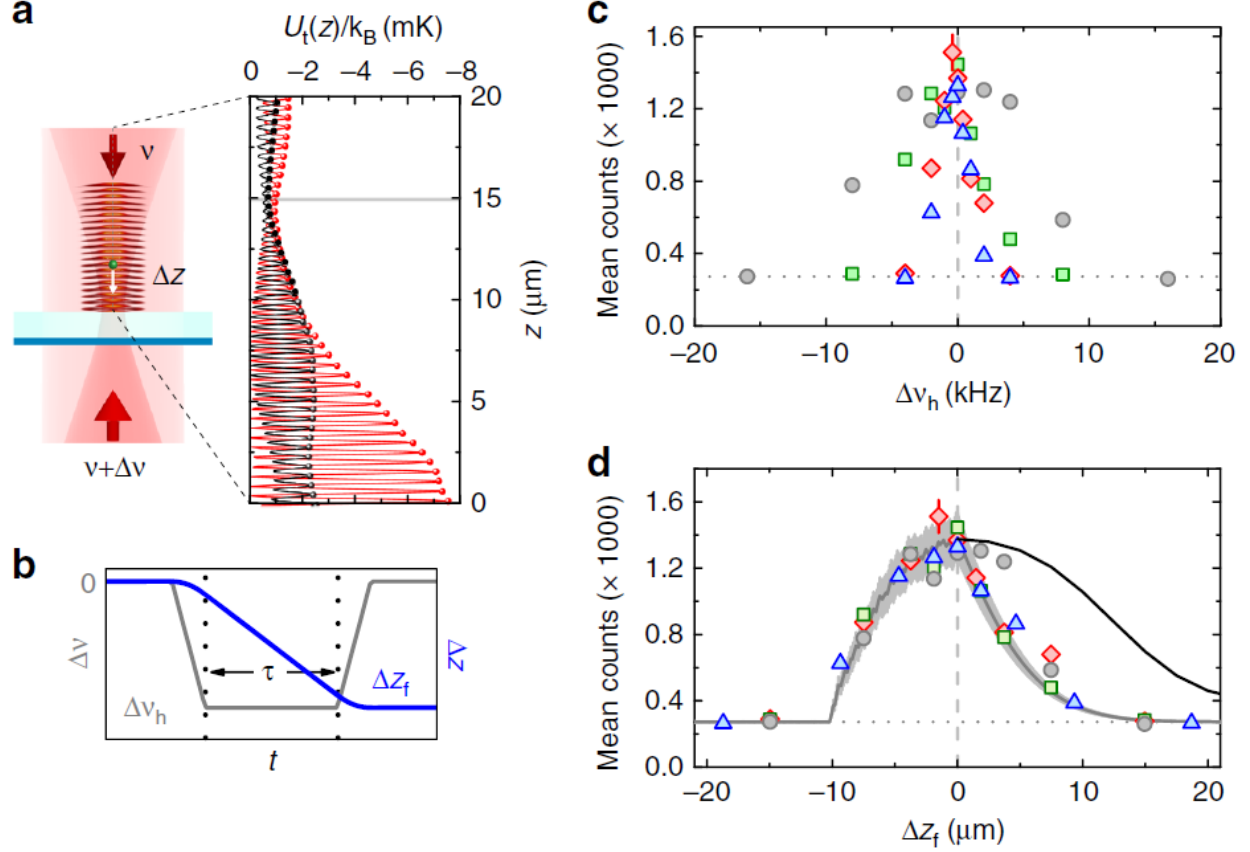 a
U_t(z)/k_B (mK)
0 −2 −4 −6 −8
20
15
10
5
0
z (μm)
ν
Δz
ν+Δν
b
0
Δν
Δν_h
τ
Δz_f
Δz
t
c
Mean counts (× 1000)
1.6
1.2
0.8
0.4
0.0
−20 −10 0 10 20
Δν_h (kHz)
d
Mean counts (× 1000)
1.6
1.2
0.8
0.4
0.0
−20 −10 0 10 20
Δz_f (μm)